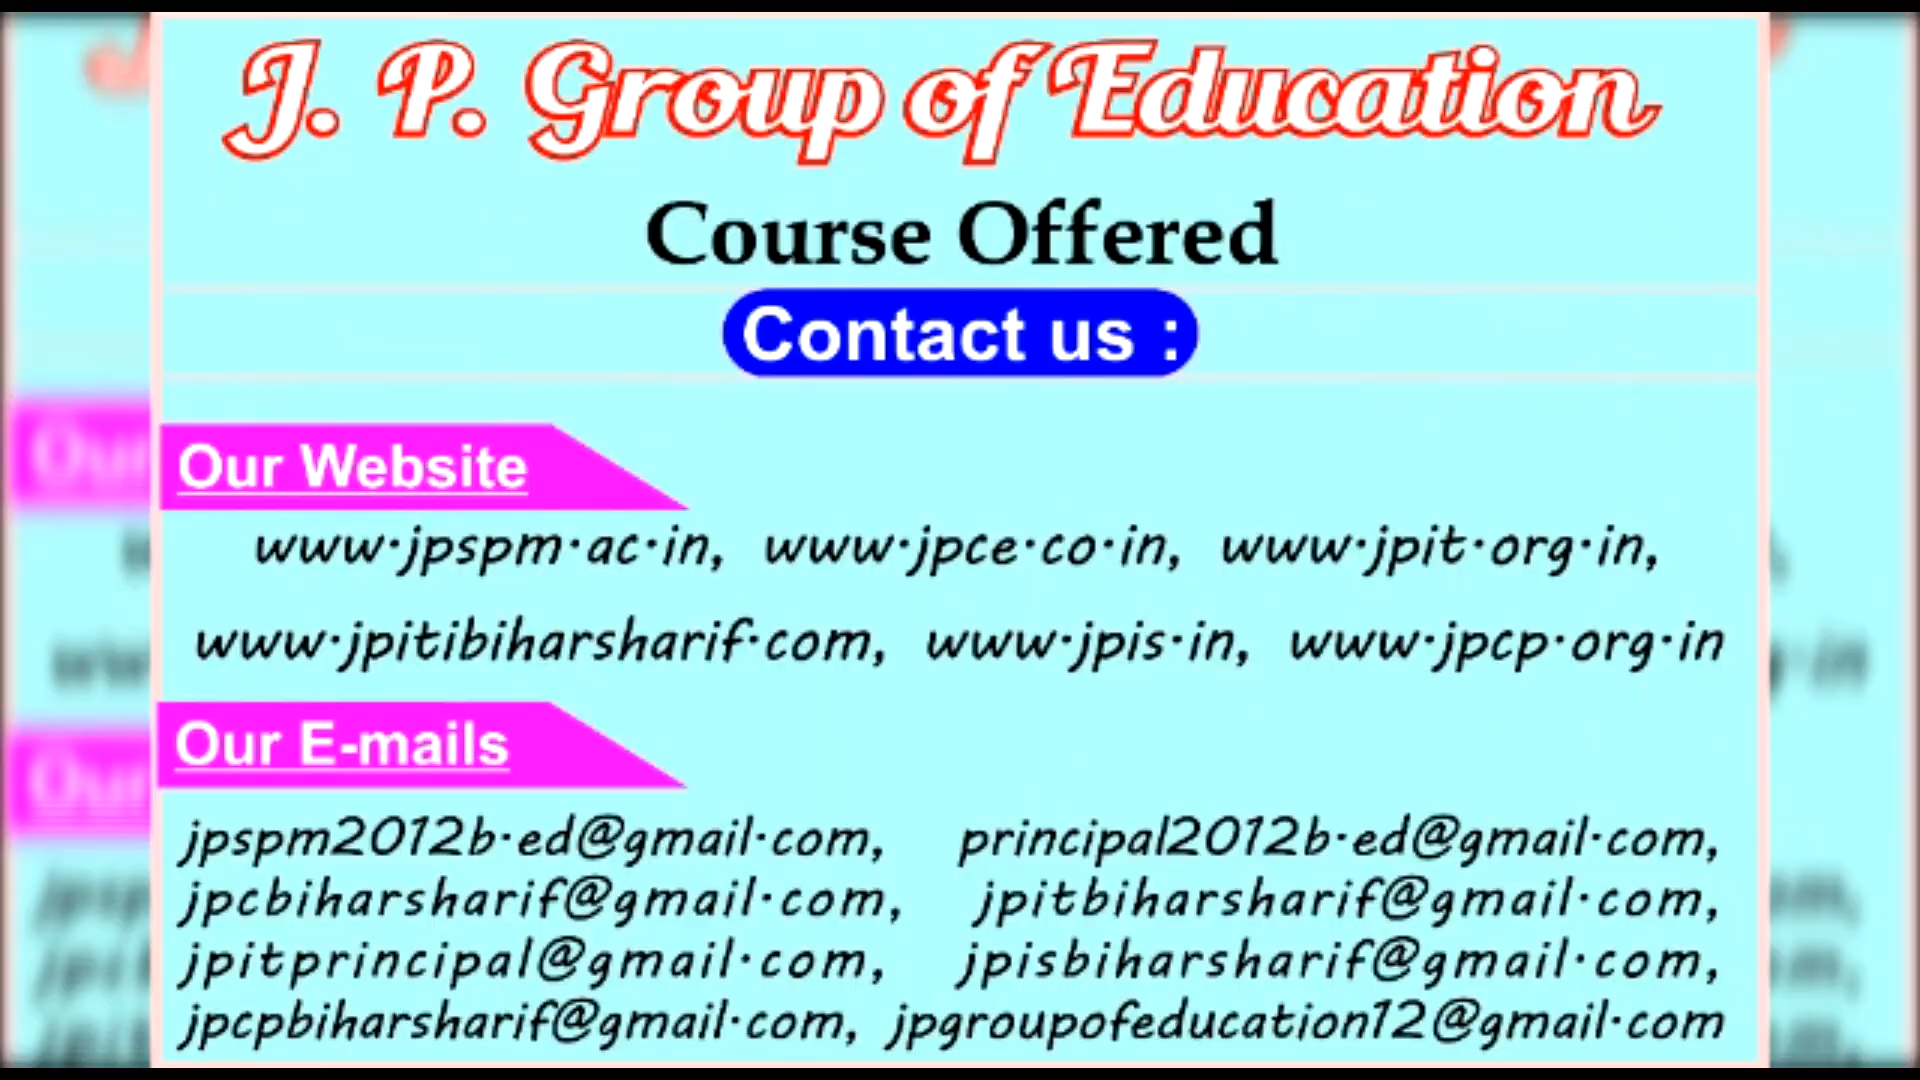 J. P. Group of Education
Course Offered
Contact us :
Our Website
www.jpspm.ac.in, www.jpce.co.in, www.jpit.org.in,
www.jpitibiharsharif.com, www.jpis.in, www.jpcp.org.in
Our E-mails
jpspm2012b.ed@gmail.com, principal2012b.ed@gmail.com,
jpcbiharsharif@gmail.com, jpitbiharsharif@gmail.com,
jpitprincipal@gmail.com, jpisbiharsharif@gmail.com,
jpcpbiharsharif@gmail.com, jpgroupofeducation12@gmail.com